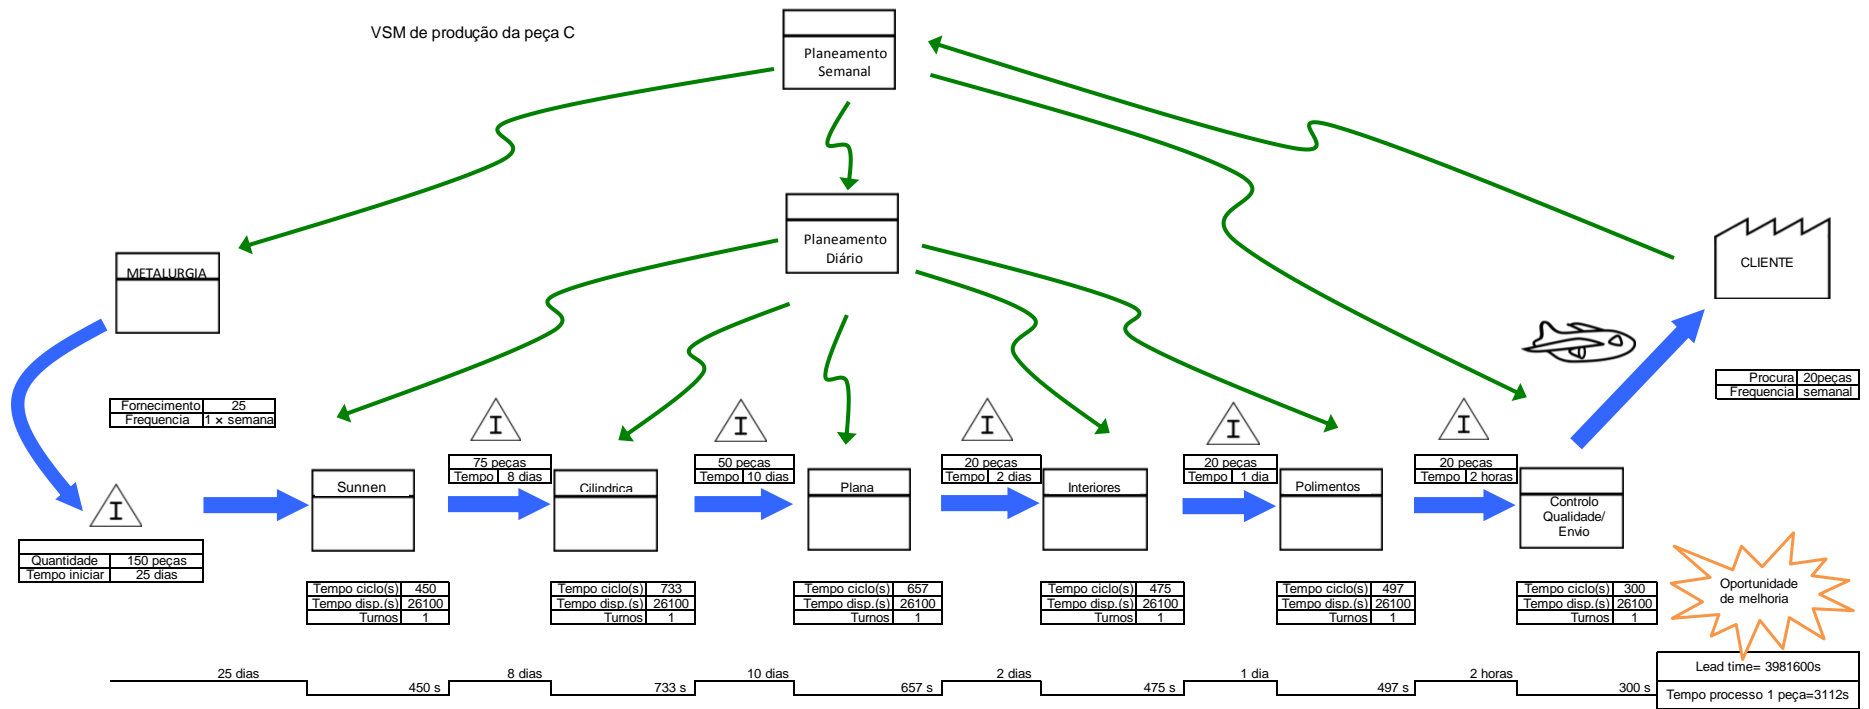 VSM de produção da peça C
Planeamento
Semanal
Planeamento
Diário
METALURGIA
CLIENTE
Fornecimento 25
Frequencia 1 × semana
Procura 20peças
Frequencia semanal
I
Quantidade 150 peças
Tempo iniciar 25 dias
Sunnen
I
75 peças
Tempo 8 dias
Cilindrica
I
50 peças
Tempo 10 dias
Plana
I
20 peças
Tempo 2 dias
Interiores
I
20 peças
Tempo 1 dia
Polimentos
I
20 peças
Tempo 2 horas
Controlo
Qualidade/
Envio
Tempo ciclo(s) 450
Tempo disp.(s) 26100
Turnos 1
Tempo ciclo(s) 733
Tempo disp.(s) 26100
Turnos 1
Tempo ciclo(s) 657
Tempo disp.(s) 26100
Turnos 1
Tempo ciclo(s) 475
Tempo disp.(s) 26100
Turnos 1
Tempo ciclo(s) 497
Tempo disp.(s) 26100
Turnos 1
Tempo ciclo(s) 300
Tempo disp.(s) 26100
Turnos 1
Oportunidade
de melhoria
25 dias
450 s
8 dias
733 s
10 dias
657 s
2 dias
475 s
1 dia
497 s
2 horas
300 s
Lead time= 3981600s
Tempo processo 1 peça=3112s